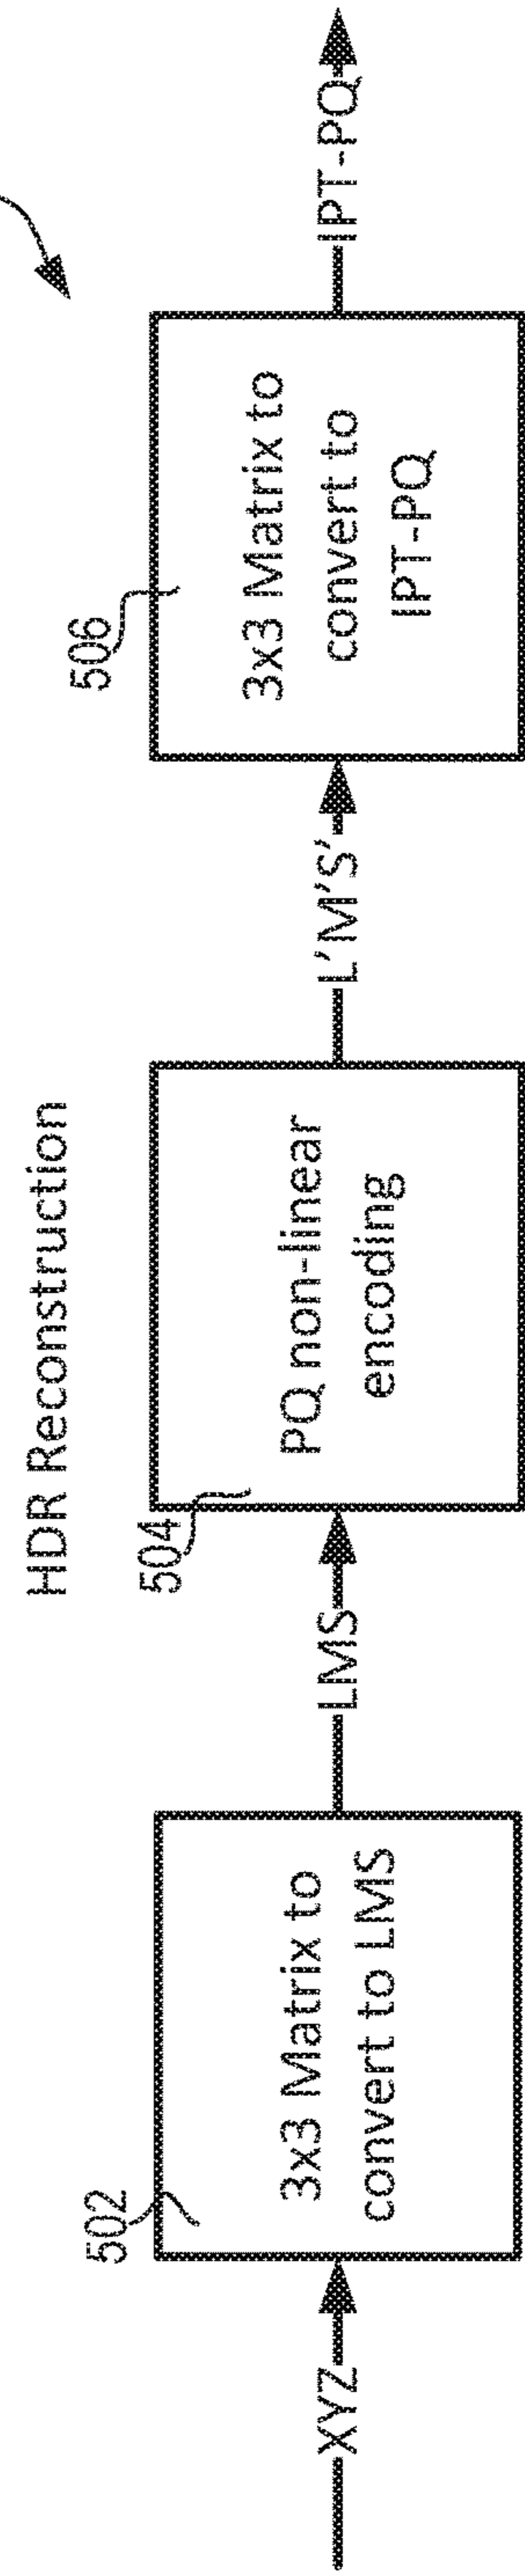 HDR Reconstruction
XYZ
502
3x3 Matrix to
convert to LMS
LMS
504
PQ non-linear
encoding
L'M'S'
506
3x3 Matrix to
convert to
IPT-PQ
IPT-PQ